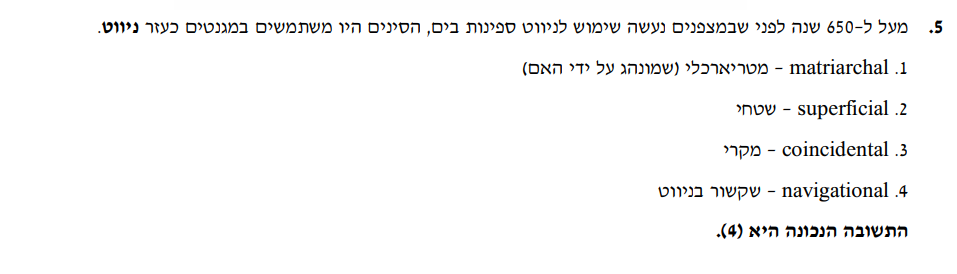 5. מעל ל-650 שנה לפני שבמצפנים נעשה שימוש לניווט ספינות בים, הסינים היו משתמשים במגנטים כעזר ניווט.
1. matriarchal – מטריארכלי (שמונהג על ידי האם)
2. superficial – שטחי
3. coincidental – מקרי
4. navigational – שקשור בניווט
התשובה הנכונה היא (4).